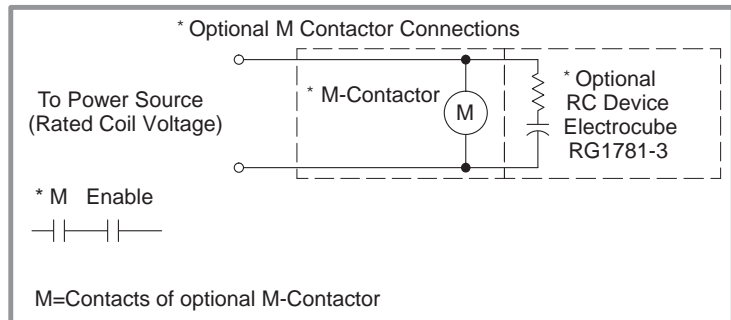 * Optional M Contactor Connections
To Power Source
(Rated Coil Voltage)
* M-Contactor
M
* Optional
RC Device
Electrocube
RG1781-3
* M Enable
M=Contacts of optional M-Contactor